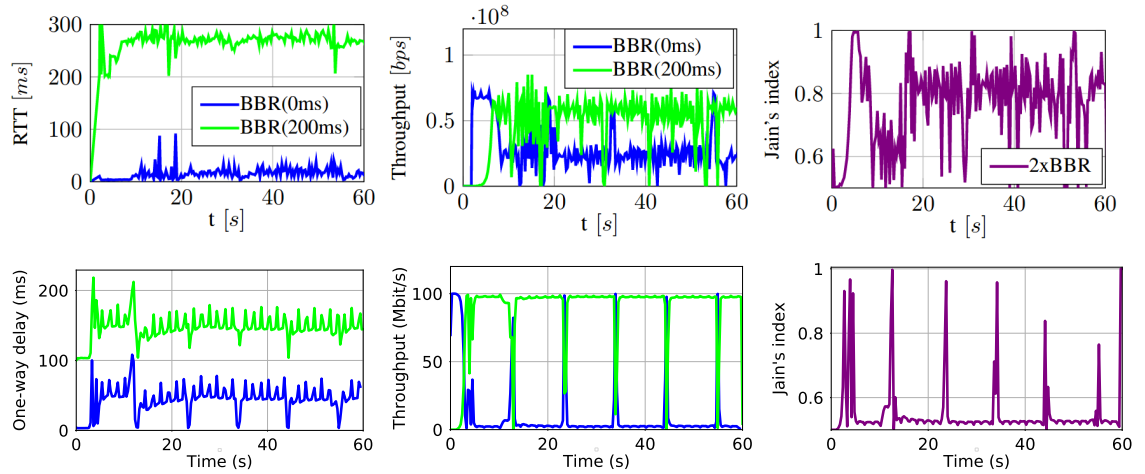 300
200
100
0
RTT [ms]
BBR(0ms)
BBR(200ms)
0 20 40 60
t [s]
·10^8
1
0.5
0
Throughput [bps]
BBR(0ms)
BBR(200ms)
0 20 40 60
t [s]
1
0.8
0.6
Jain's index
2xBBR
0 20 40 60
t [s]
200
100
0
One-way delay (ms)
0 20 40 60
Time (s)
100
50
0
Throughput (Mbit/s)
0 20 40 60
Time (s)
1
0.8
0.6
Jain's index
0 20 40 60
Time (s)